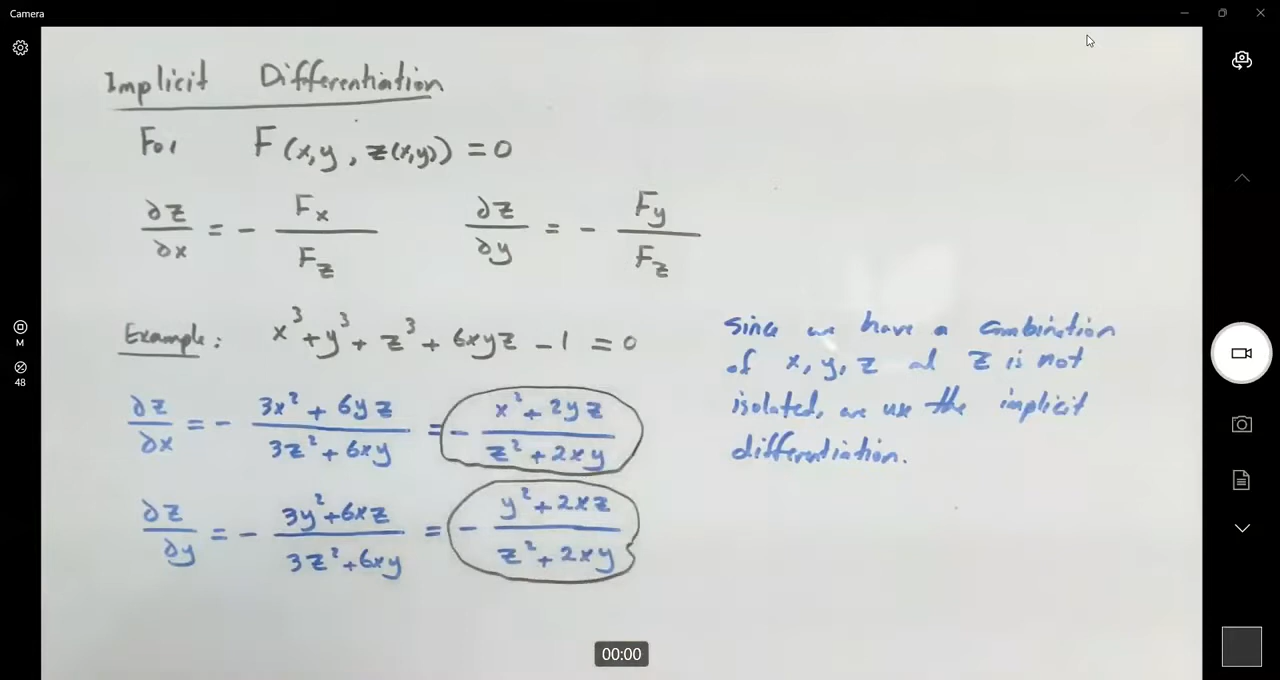 Camera
Implicit Differentiation
For F(x,y, z(x,y)) = 0
∂z/∂x = - Fx/Fz ∂z/∂y = - Fy/Fz
Example: x³ + y³ + z³ + 6xyz - 1 = 0
∂z/∂x = - (3x² + 6yz)/(3z² + 6xy) = - (x² + 2yz)/(z² + 2xy)
∂z/∂y = - (3y² + 6xz)/(3z² + 6xy) = - (y² + 2xz)/(z² + 2xy)
Since we have a combination
of x, y, z and z is not
isolated, we use the implicit
differentiation.
M
48
00:00